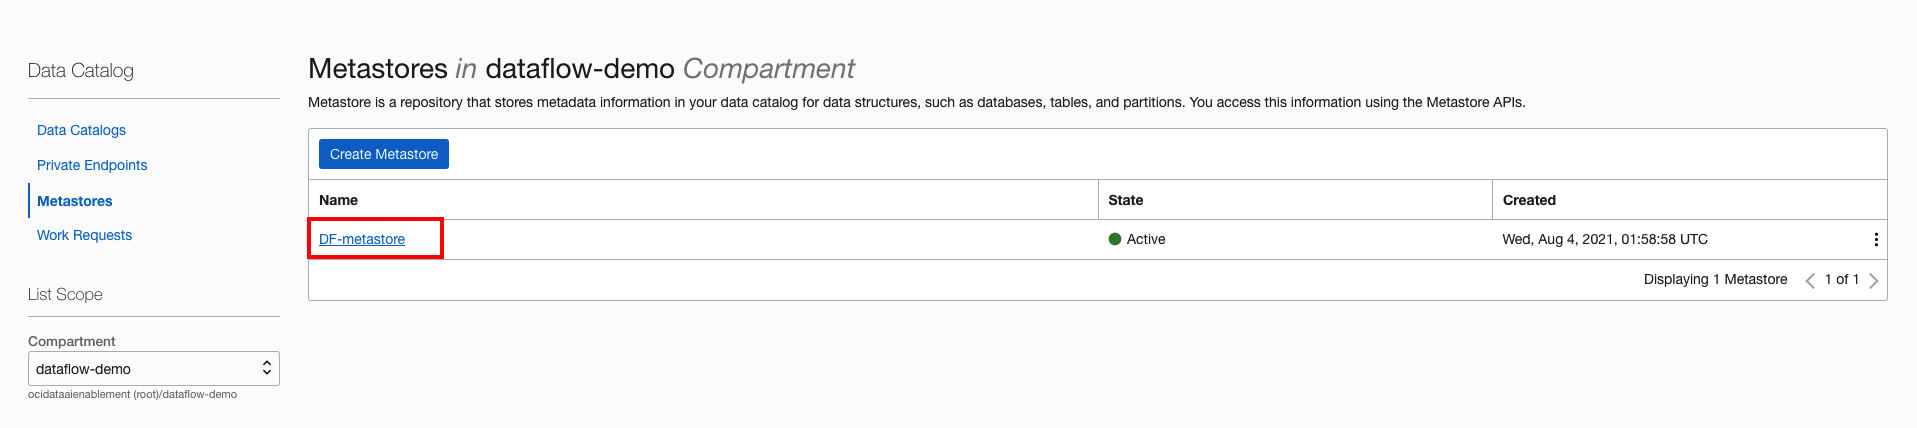 Data Catalog
Data Catalogs
Private Endpoints
Metastores
Work Requests
List Scope
Compartment
dataflow-demo
ocidataaienablement (root)/dataflow-demo
Metastores in dataflow-demo Compartment
Metastore is a repository that stores metadata information in your data catalog for data structures, such as databases, tables, and partitions. You access this information using the Metastore APIs.
Create Metastore
Name State Created
DF-metastore Active Wed, Aug 4, 2021, 01:58:58 UTC
Displaying 1 Metastore 1 of 1